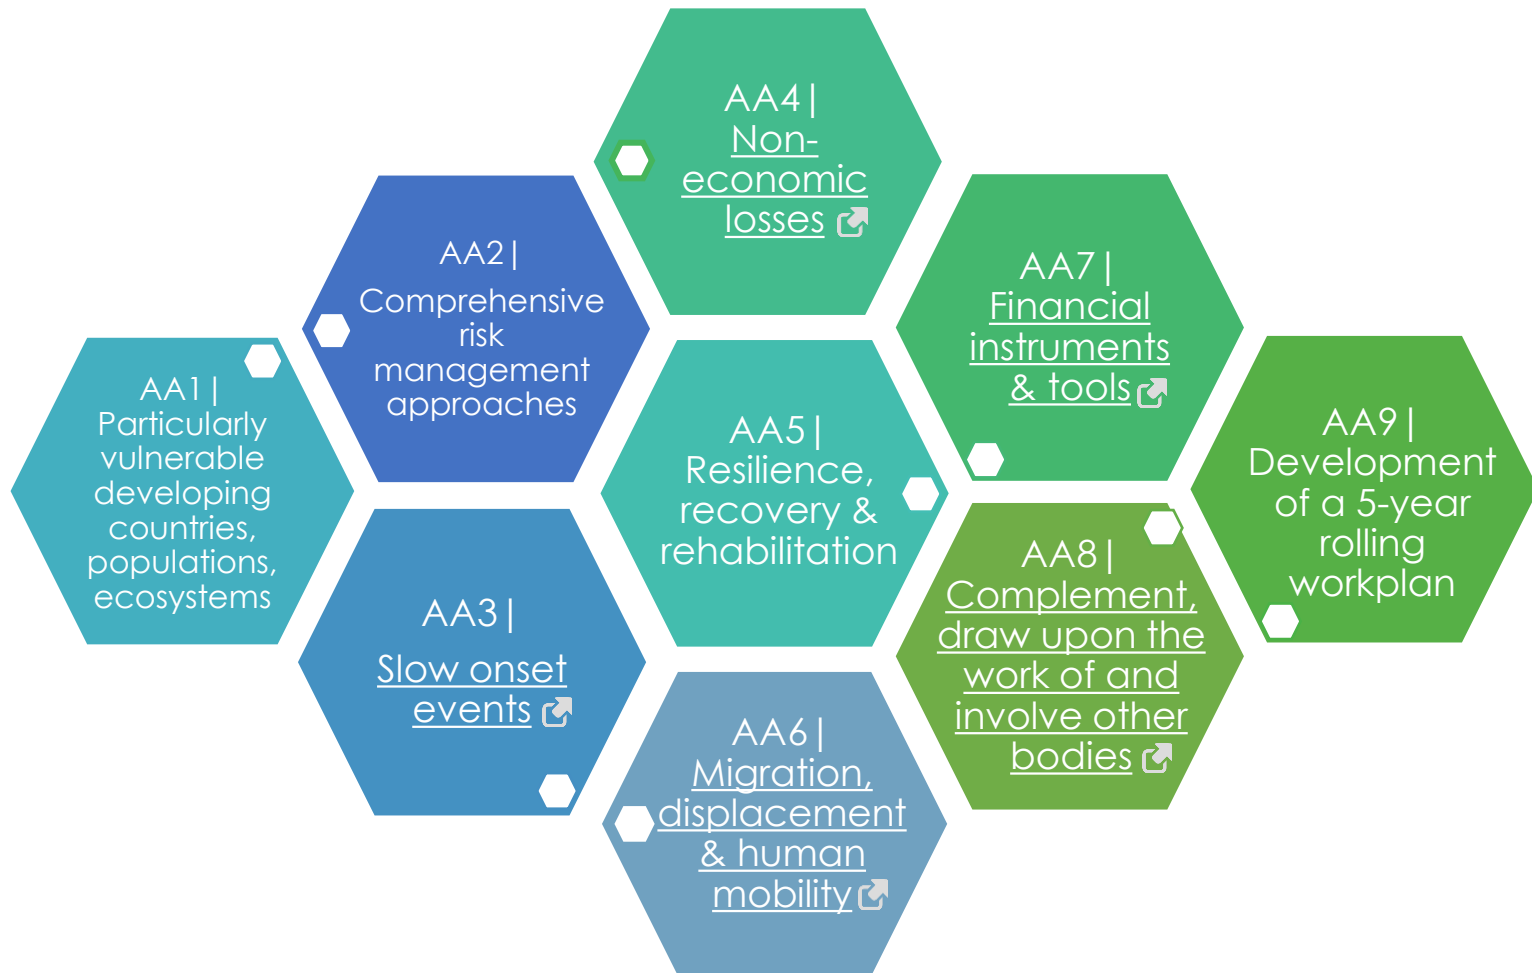 AA1|
Particularly
vulnerable
developing
countries,
populations,
ecosystems
AA2|
Comprehensive
risk
management
approaches
AA3|
Slow onset
events
AA4|
Non-
economic
losses
AA5|
Resilience,
recovery &
rehabilitation
AA6|
Migration,
displacement
& human
mobility
AA7|
Financial
instruments
& tools
AA8|
Complement,
draw upon the
work of and
involve other
bodies
AA9|
Development
of a 5-year
rolling
workplan